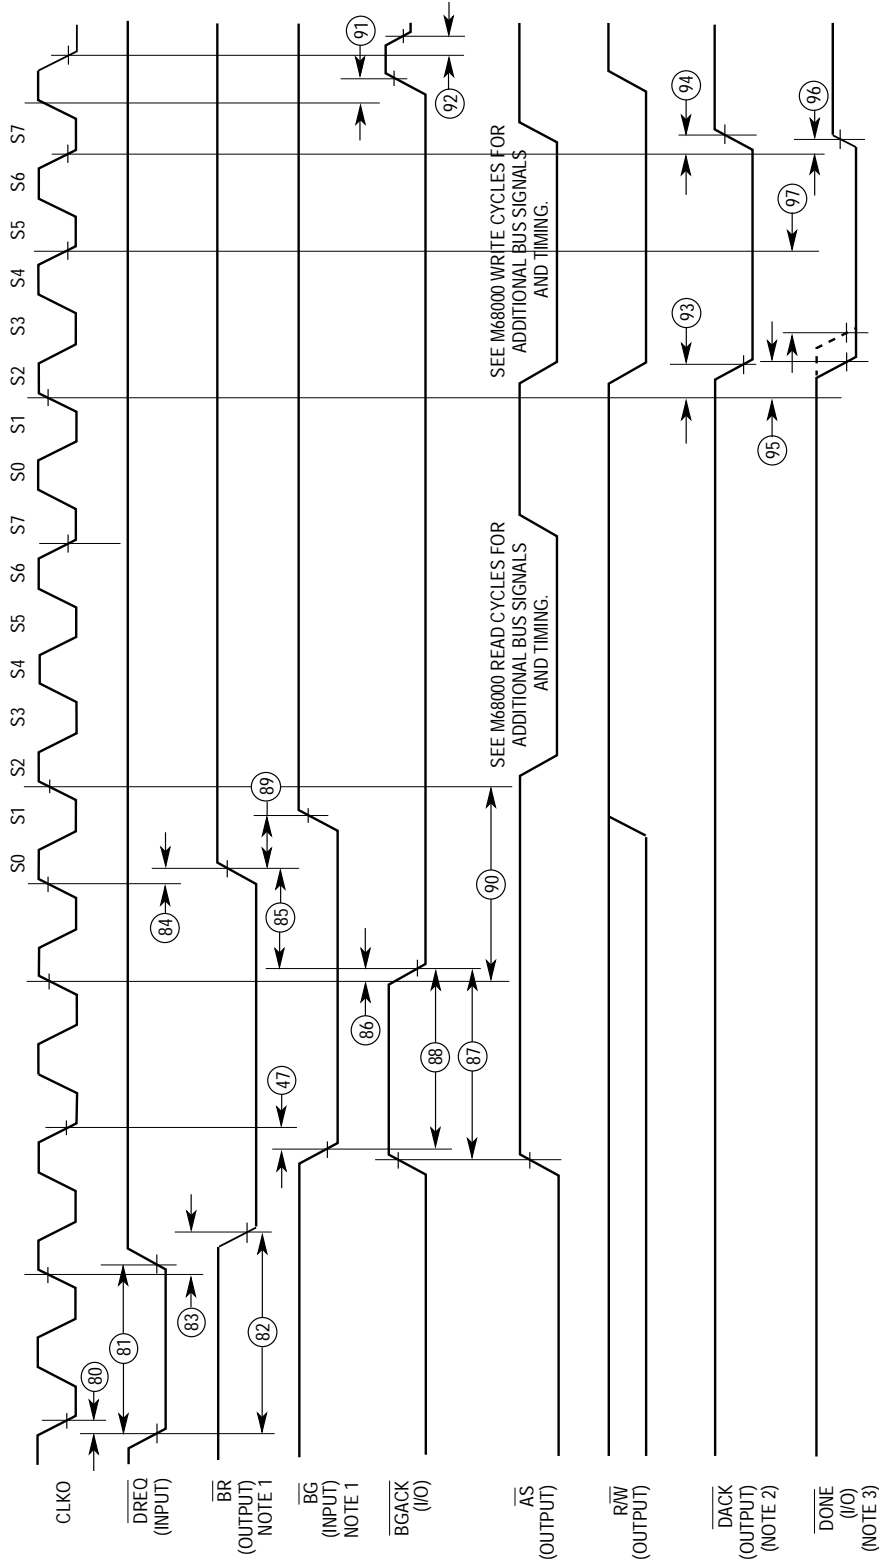 S0 S1 S2 S3 S4 S5 S6 S7 S0 S1 S2 S3 S4 S5 S6 S7
CLKO
80
81
DREQ
(INPUT)
84
83
BR
(OUTPUT)
NOTE 1
82
89
85
47
BG
(INPUT)
NOTE 1
91
86
BGACK
(I/O)
88
92
87
90
SEE M68000 READ CYCLES FOR
ADDITIONAL BUS SIGNALS
AND TIMING.
SEE M68000 WRITE CYCLES FOR
ADDITIONAL BUS SIGNALS
AND TIMING.
AS
(OUTPUT)
R/W
(OUTPUT)
93
94
DACK
(OUTPUT)
(NOTE 2)
95
97
96
DONE
(I/O)
(NOTE 3)